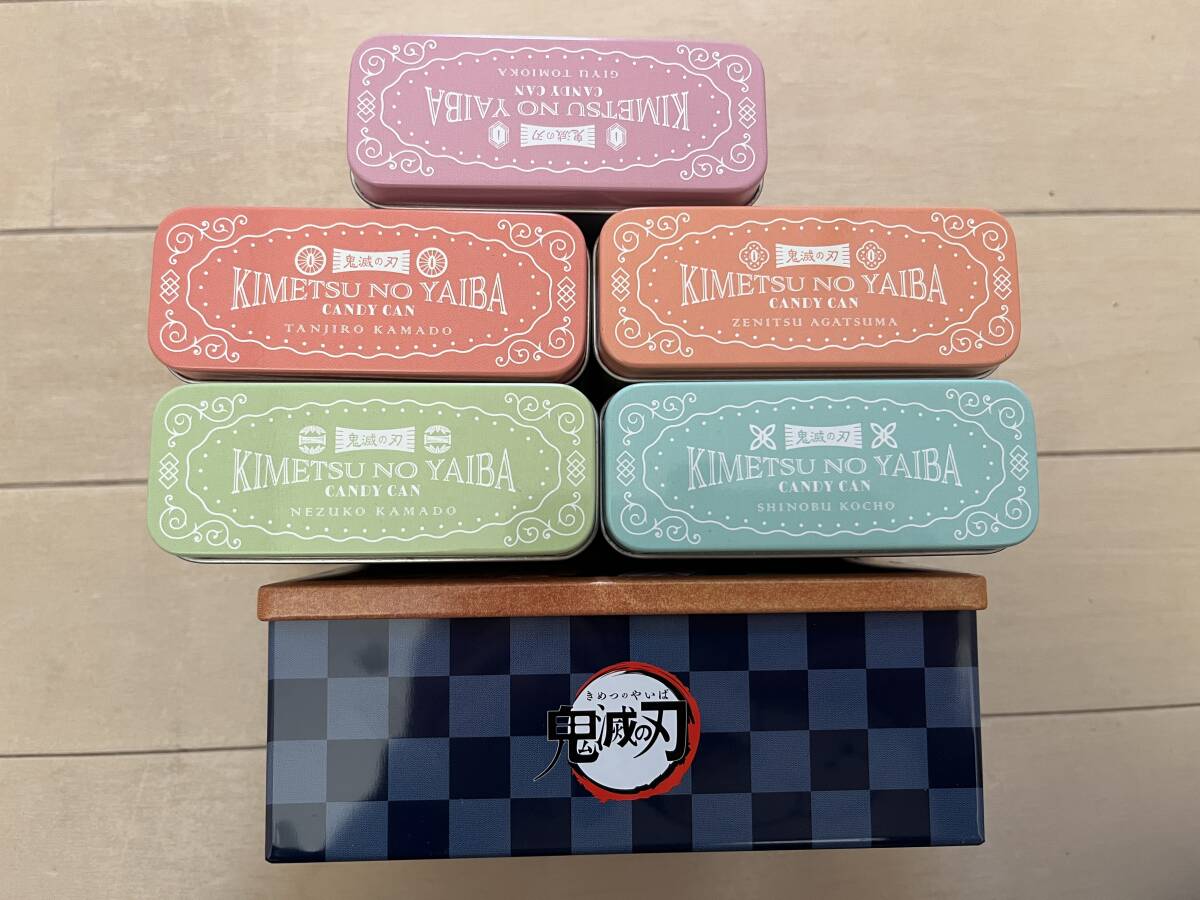 鬼滅の刃
KIMETSU NO YAIBA
CANDY CAN
GIYU TOMIOKA
鬼滅の刃
KIMETSU NO YAIBA
CANDY CAN
TANJIRO KAMADO
鬼滅の刃
KIMETSU NO YAIBA
CANDY CAN
ZENITSU AGATSUMA
鬼滅の刃
KIMETSU NO YAIBA
CANDY CAN
NEZUKO KAMADO
鬼滅の刃
KIMETSU NO YAIBA
CANDY CAN
SHINOBU KOCHO
きめつのやいば
鬼滅の刃